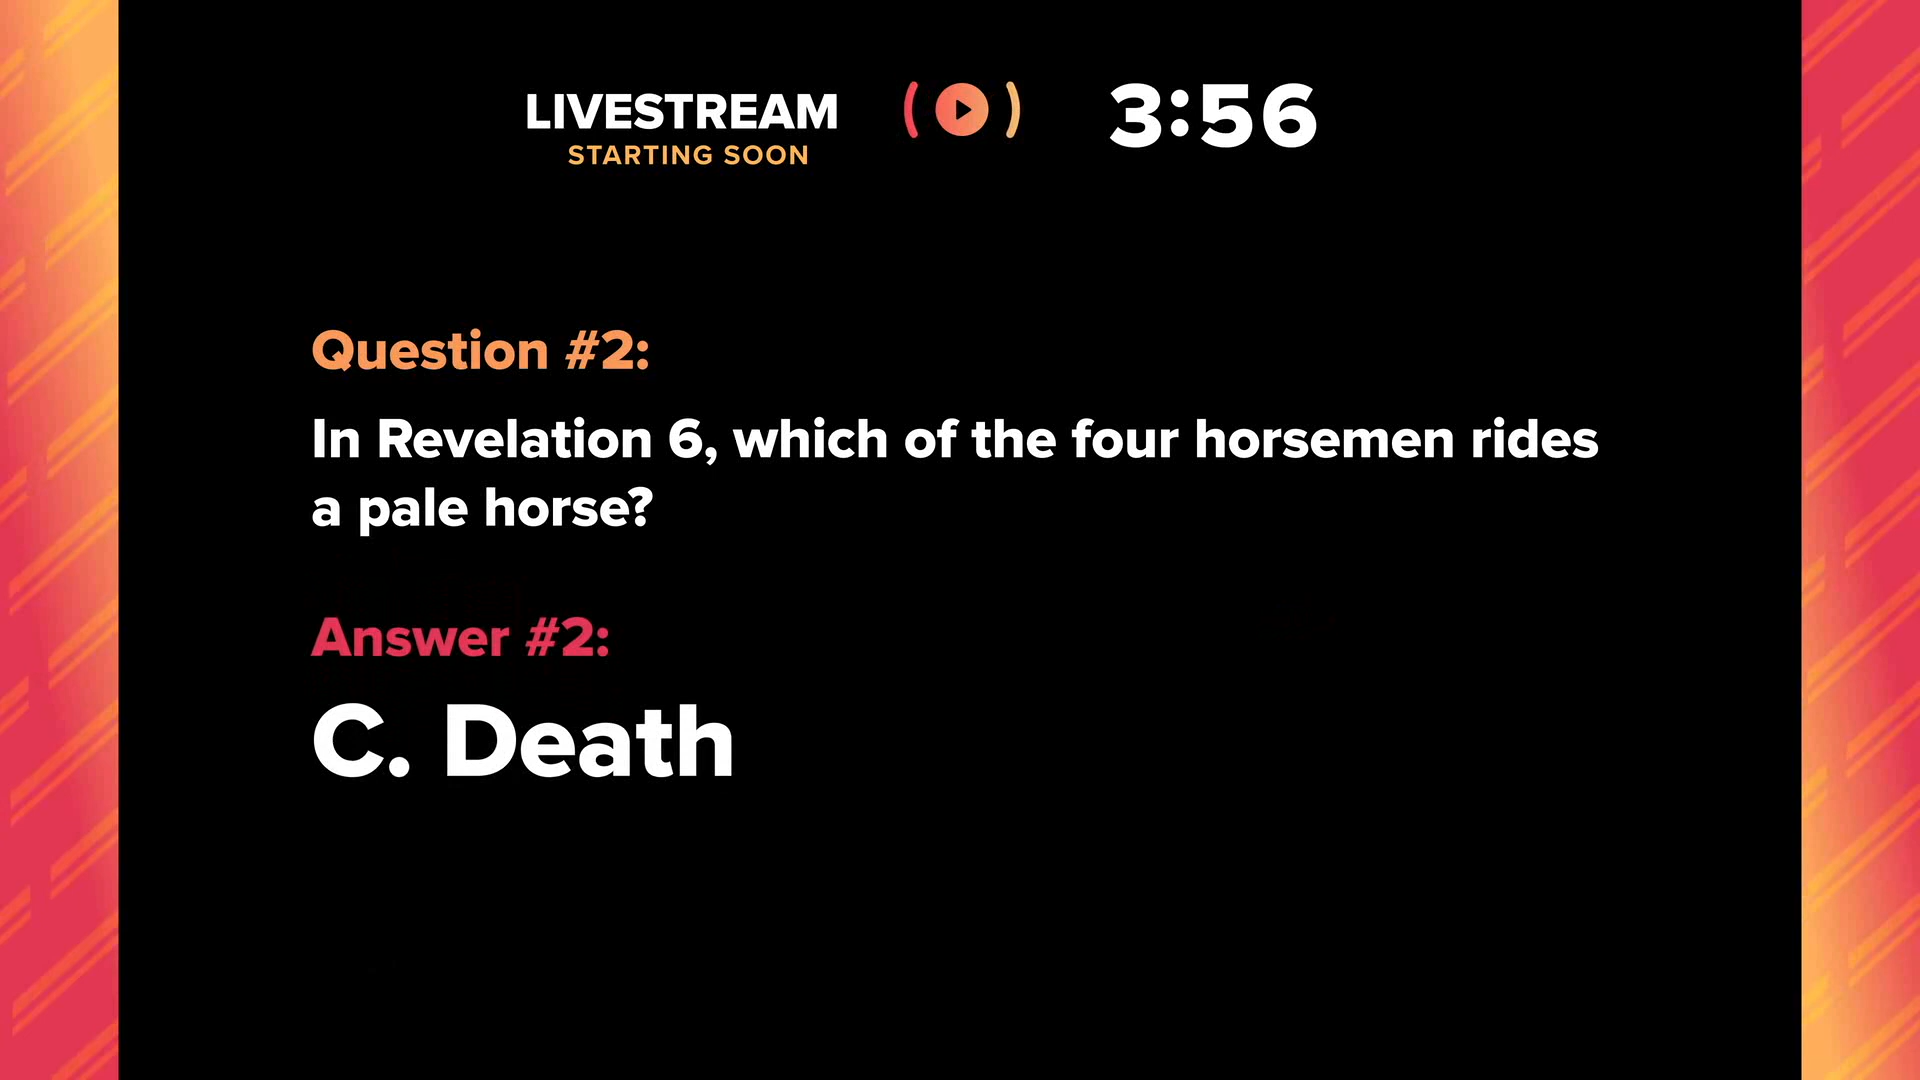 LIVESTREAM
STARTING SOON
3:56
Question #2:
In Revelation 6, which of the four horsemen rides
a pale horse?
Answer #2:
C. Death